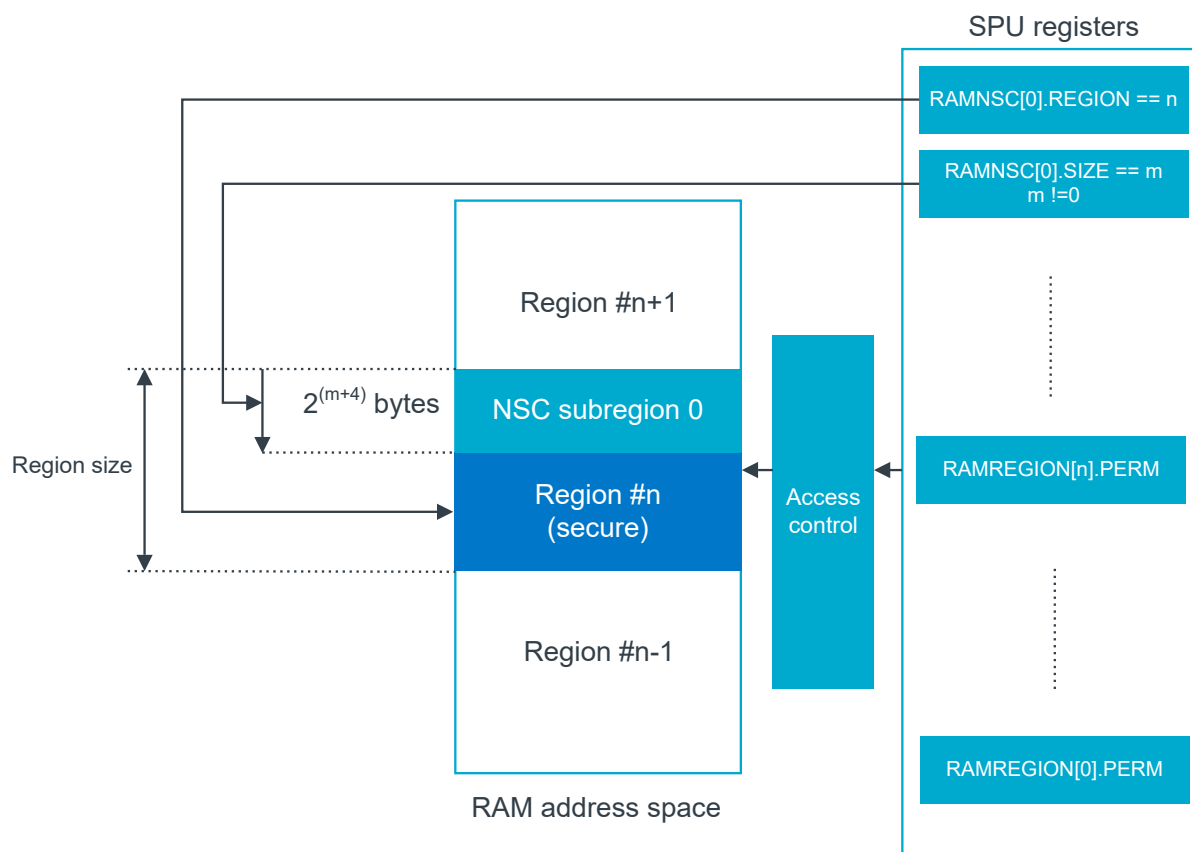 SPU registers
RAMNSC[0].REGION == n
RAMNSC[0].SIZE == m
m !=0
Region #n+1
2^(m+4) bytes
NSC subregion 0
Region size
Region #n
(secure)
Access
control
RAMREGION[n].PERM
Region #n-1
RAMREGION[0].PERM
RAM address space